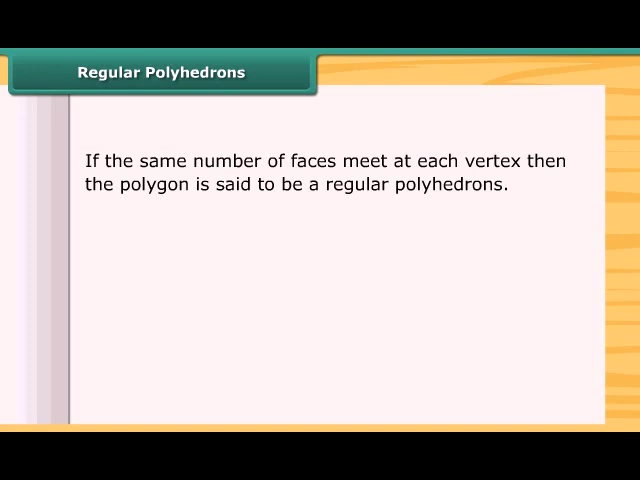 Regular Polyhedrons
If the same number of faces meet at each vertex then
the polygon is said to be a regular polyhedrons.